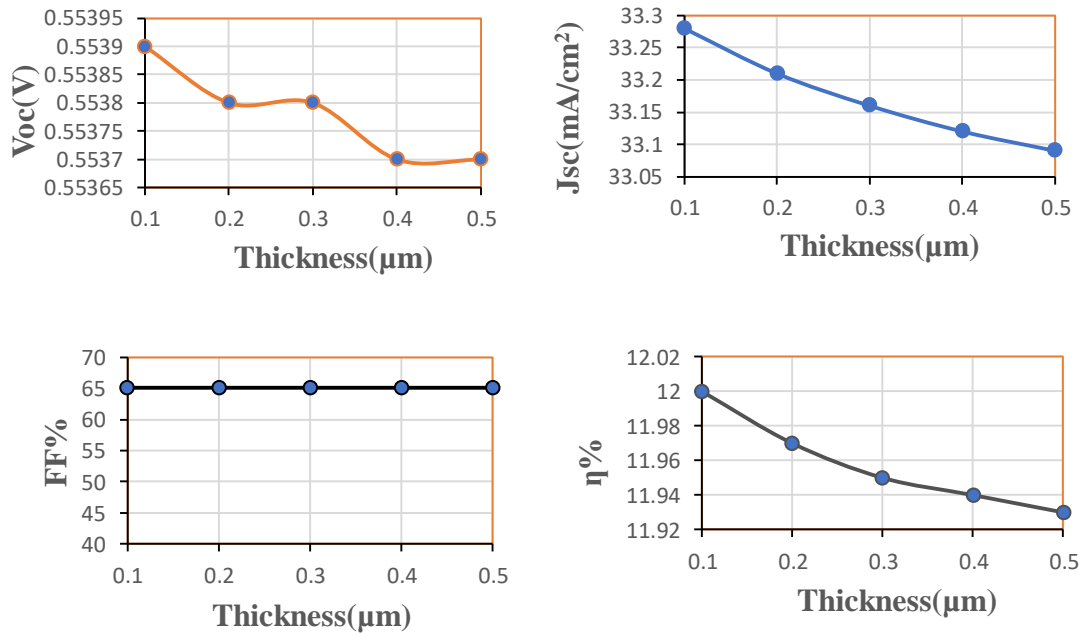 Voc(V)
0.55395
0.5539
0.55385
0.5538
0.55375
0.5537
0.55365
0.1 0.2 0.3 0.4 0.5
Thickness(µm)
Jsc(mA/cm²)
33.3
33.25
33.2
33.15
33.1
33.05
0.1 0.2 0.3 0.4 0.5
Thickness(µm)
FF%
70
65
60
55
50
45
40
0.1 0.2 0.3 0.4 0.5
Thickness(µm)
η%
12.02
12
11.98
11.96
11.94
11.92
0.1 0.2 0.3 0.4 0.5
Thickness(µm)